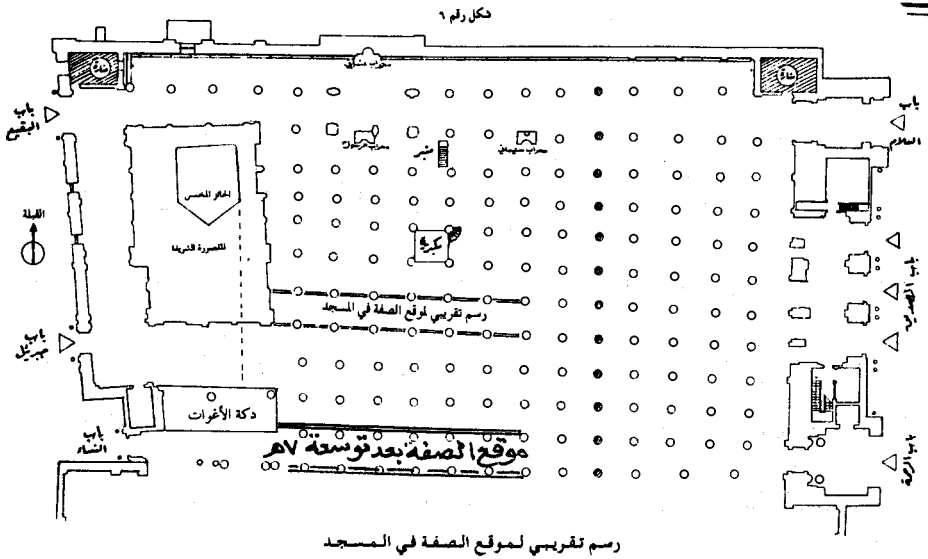 شكل رقم ٦
منارة
محراب عثماني
منارة
باب
البقيع
باب
السلام
محراب الرسول
منبر
محراب سليماني
الحائز المخمس
القبلة
المقصورة الشريفة
مكبرية
باب الصديق
رسم تقريبي لموقع الصفة في المسجد
باب
جبريل
دكة الأغوات
باب
النساء
موقع الصفة بعد توسعة ٧هـ
باب الرحمة
رسم تقريبي لموقع الصفة في المسجد